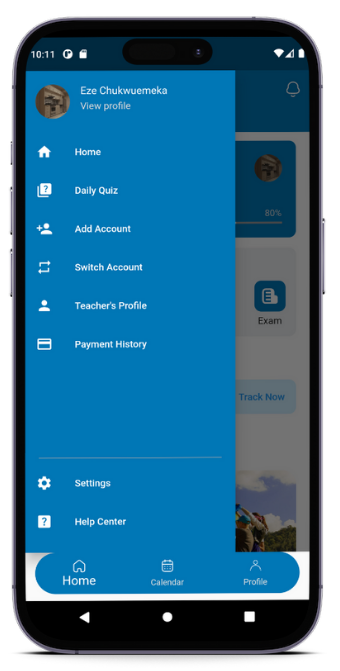 10:11
Eze Chukwuemeka
View profile
Home
Daily Quiz
Add Account
Switch Account
Teacher's Profile
Payment History
80%
Exam
Track Now
Settings
Help Center
Home
Calendar
Profile